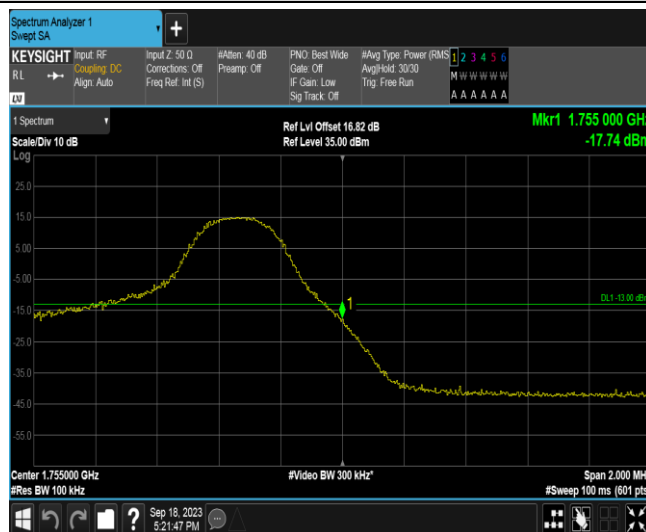 Spectrum Analyzer 1
Swept SA
KEYSIGHT
RL
LXI
Input: RF
Coupling: DC
Align: Auto
Input Z: 50 Ω
Corrections: Off
Freq Ref: Int (S)
#Atten: 40 dB
Preamp: Off
PNO: Best Wide
Gate: Off
IF Gain: Low
Sig Track: Off
#Avg Type: Power (RMS
Avg|Hold: 30/30
Trig: Free Run
1 2 3 4 5 6
M W W W W W
A A A A A A
1 Spectrum
Scale/Div 10 dB
Ref Lvl Offset 16.82 dB
Ref Level 35.00 dBm
Mkr1 1.755 000 GHz
-17.74 dBm
Log
25.0
15.0
5.00
-5.00
-15.0
-25.0
-35.0
-45.0
-55.0
DL1 -13.00 dBm
1
Center 1.755000 GHz
#Res BW 100 kHz
#Video BW 300 kHz*
Span 2.000 MH
#Sweep 100 ms (601 pts
?
Sep 18, 2023
5:21:47 PM